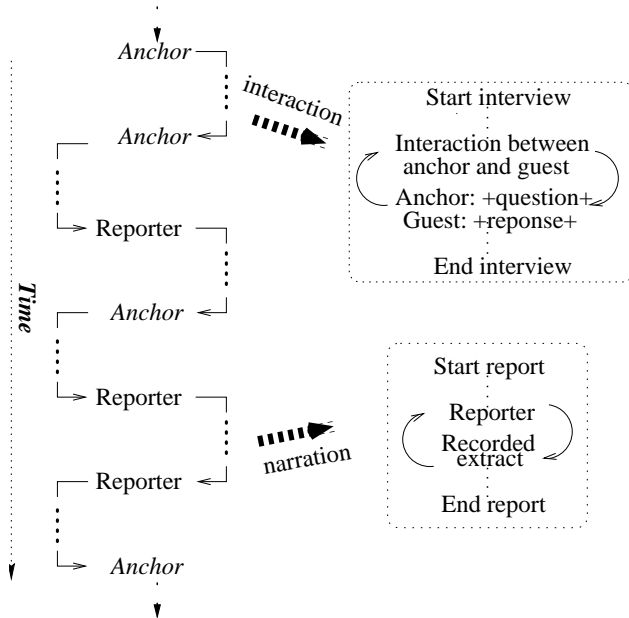 Anchor
Anchor
Reporter
Anchor
Reporter
Reporter
Anchor
Time
interaction
Start interview
Interaction between
anchor and guest
Anchor: +question+
Guest: +reponse+
End interview
narration
Start report
Reporter
Recorded
extract
End report